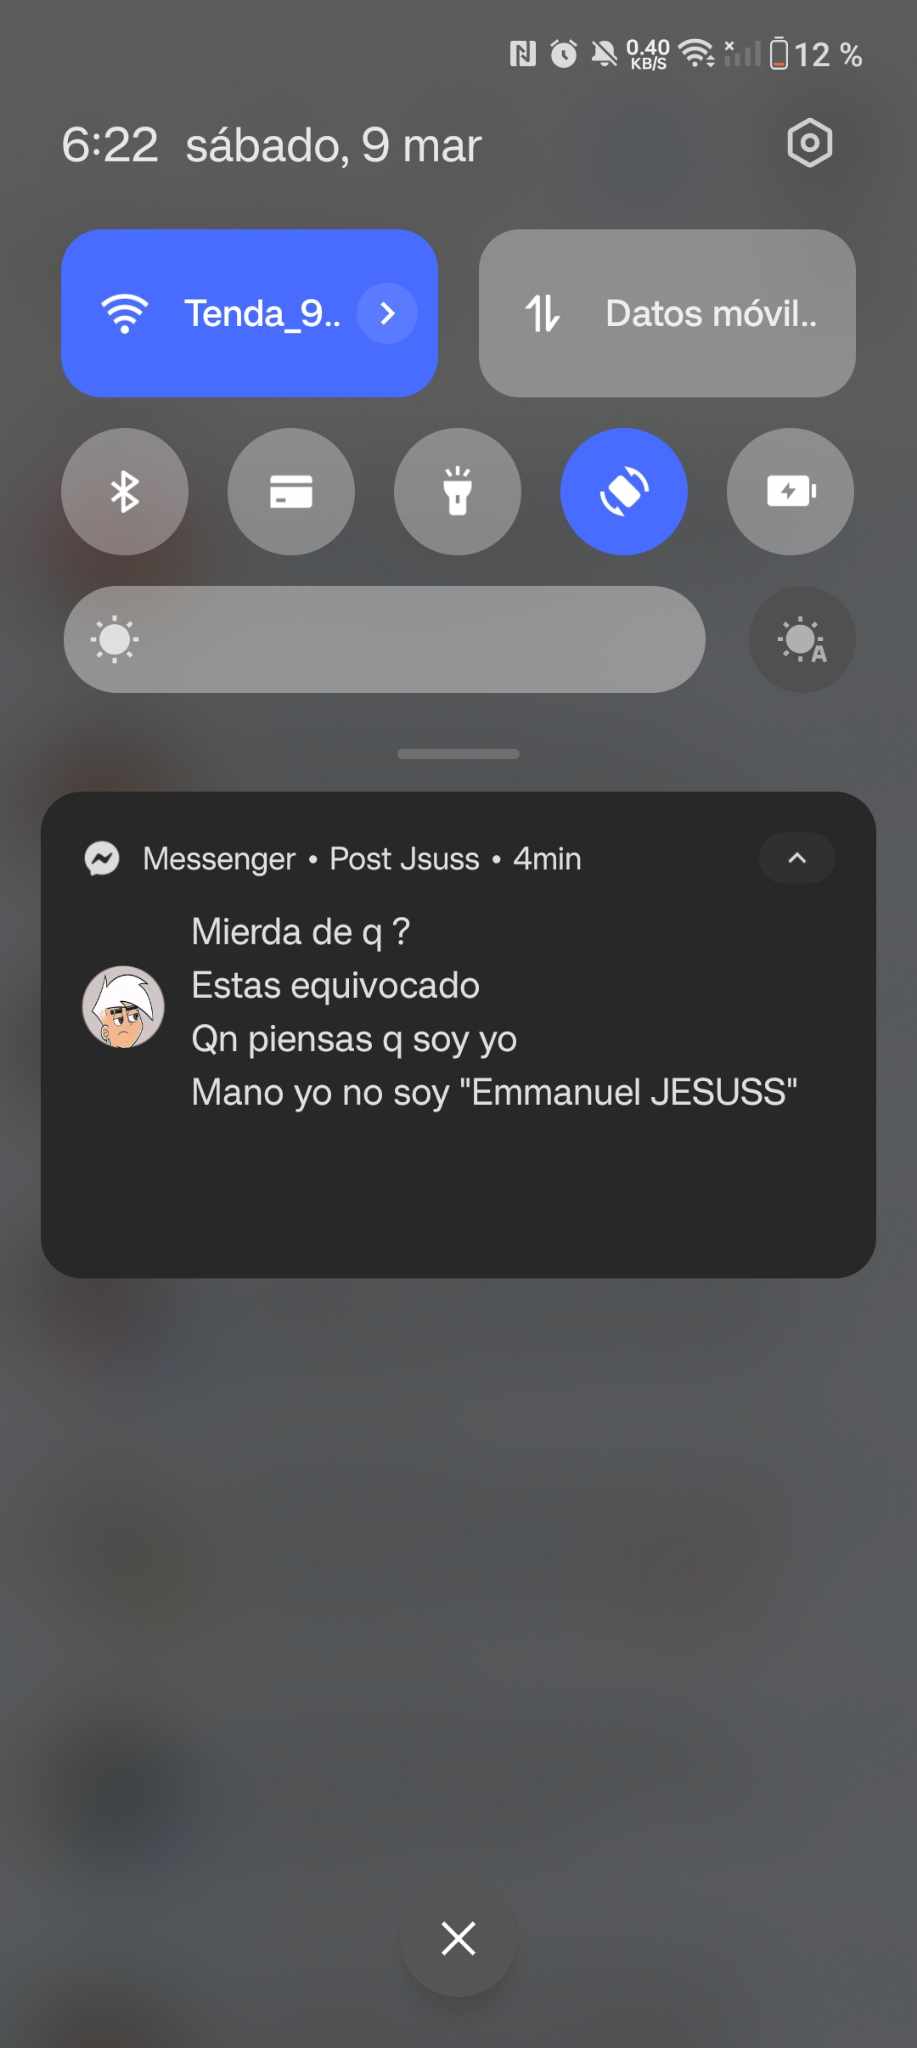 0.40
KB/S
12 %
6:22 sábado, 9 mar
Tenda_9..
Datos móvil..
A
Messenger • Post Jsuss • 4min
Mierda de q ?
Estas equivocado
Qn piensas q soy yo
Mano yo no soy "Emmanuel JESUSS"